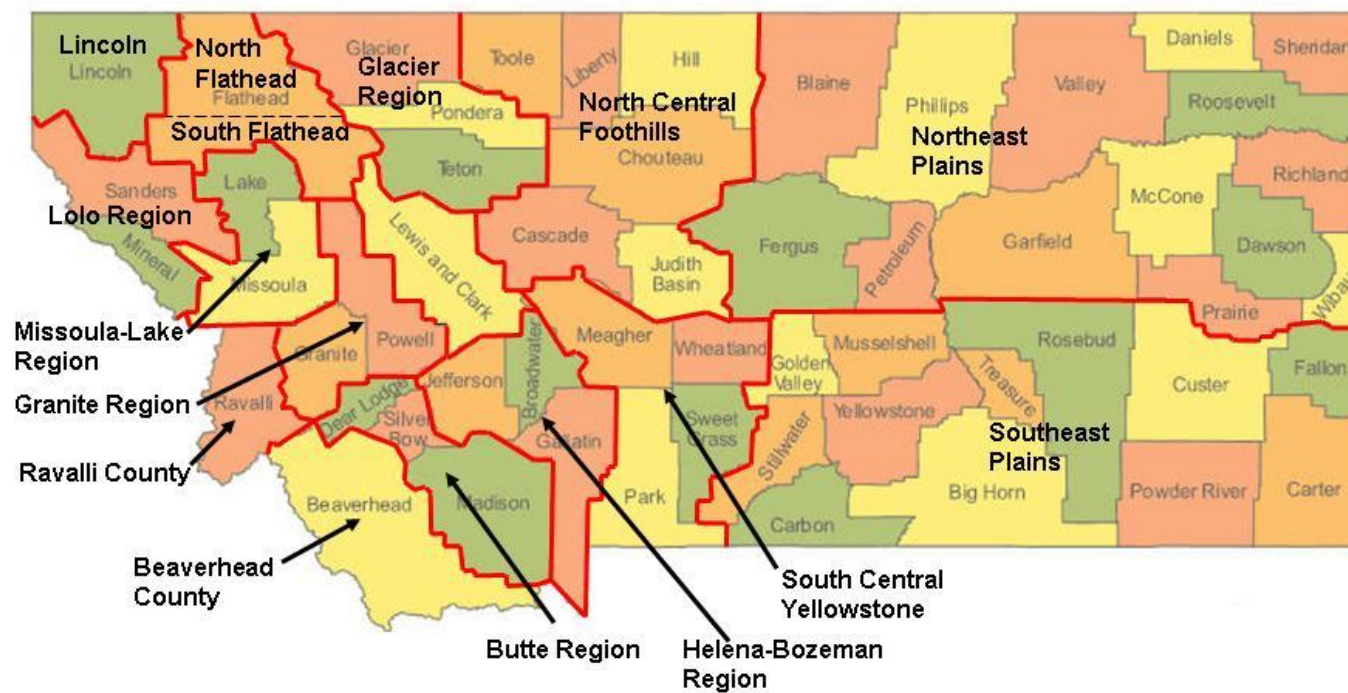 Lincoln
Lincoln
North
Flathead
Flathead
South Flathead
Glacier
Glacier
Region
Pondera
Toole
Liberty
Hill
North Central
Foothills
Chouteau
Teton
Blaine
Phillips
Northeast
Plains
Valley
Daniels
Sheridan
Roosevelt
Richland
McCone
Dawson
Garfield
Wibau
Prairie
Petroleum
Fergus
Judith
Basin
Cascade
Lewis and Clark
Lake
Sanders
Lolo Region
Mineral
Missoula
Missoula-Lake
Region
Granite
Powell
Granite Region
Ravalli
Ravalli County
Dear Lodge
Silver
Bow
Jefferson
Broadwater
Meagher
Wheatland
Gallatin
Sweet
Grass
Park
Golden
Valley
Musselshell
Stillwater
Yellowstone
Treasure
Rosebud
Custer
Fallon
Southeast
Plains
Big Horn
Carbon
Powder River
Carter
Beaverhead
Madison
Beaverhead
County
Butte Region
Helena-Bozeman
Region
South Central
Yellowstone